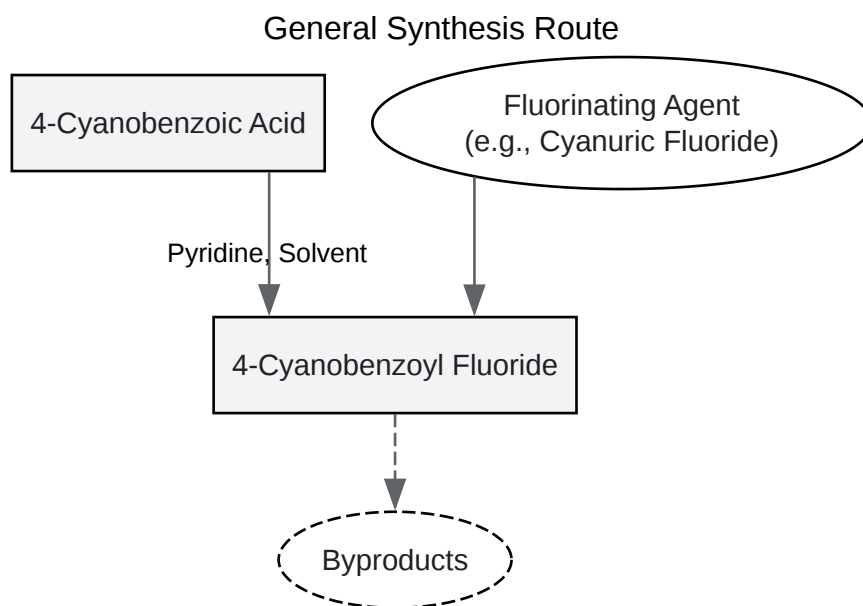 General Synthesis Route
4-Cyanobenzoic Acid
Fluorinating Agent
(e.g., Cyanuric Fluoride)
Pyridine, Solvent
4-Cyanobenzoyl Fluoride
Byproducts